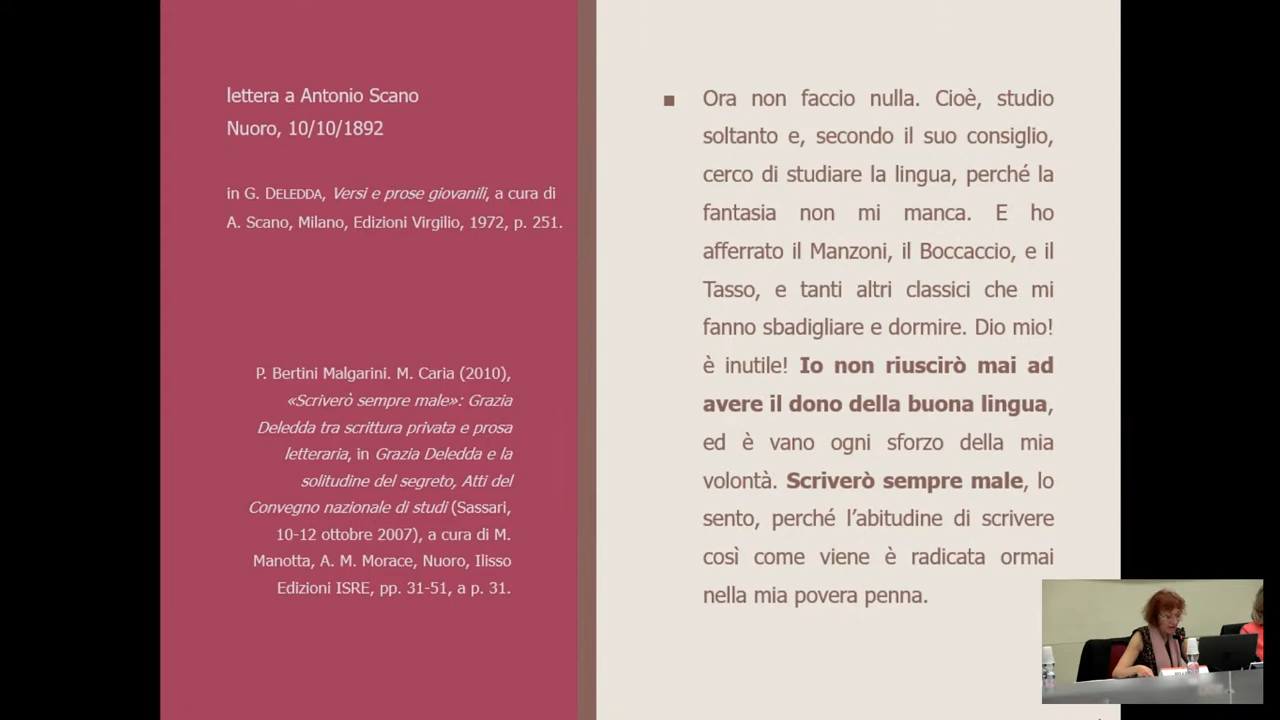 lettera a Antonio Scano
Nuoro, 10/10/1892
in G. DELEDDA, Versi e prose giovanili, a cura di
A. Scano, Milano, Edizioni Virgilio, 1972, p. 251.
P. Bertini Malgarini. M. Caria (2010),
«Scriverò sempre male»: Grazia
Deledda tra scrittura privata e prosa
letteraria, in Grazia Deledda e la
solitudine del segreto, Atti del
Convegno nazionale di studi (Sassari,
10-12 ottobre 2007), a cura di M.
Manotta, A. M. Morace, Nuoro, Ilisso
Edizioni ISRE, pp. 31-51, a p. 31.
▪ Ora non faccio nulla. Cioè, studio
soltanto e, secondo il suo consiglio,
cerco di studiare la lingua, perché la
fantasia non mi manca. E ho
afferrato il Manzoni, il Boccaccio, e il
Tasso, e tanti altri classici che mi
fanno sbadigliare e dormire. Dio mio!
è inutile! Io non riuscirò mai ad
avere il dono della buona lingua,
ed è vano ogni sforzo della mia
volontà. Scriverò sempre male, lo
sento, perché l’abitudine di scrivere
così come viene è radicata ormai
nella mia povera penna.